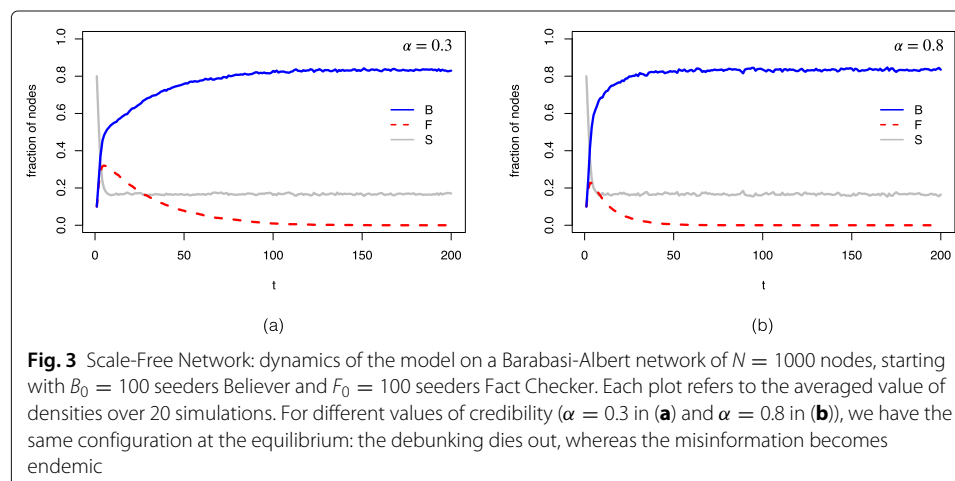 α = 0.3
1.0
0.8
0.6
0.4
0.2
0.0
fraction of nodes
B
F
S
0 50 100 150 200
t
(a)
α = 0.8
1.0
0.8
0.6
0.4
0.2
0.0
fraction of nodes
B
F
S
0 50 100 150 200
t
(b)
Fig. 3 Scale-Free Network: dynamics of the model on a Barabasi-Albert network of N = 1000 nodes, starting
with B₀ = 100 seeders Believer and F₀ = 100 seeders Fact Checker. Each plot refers to the averaged value of
densities over 20 simulations. For different values of credibility (α = 0.3 in (a) and α = 0.8 in (b)), we have the
same configuration at the equilibrium: the debunking dies out, whereas the misinformation becomes
endemic